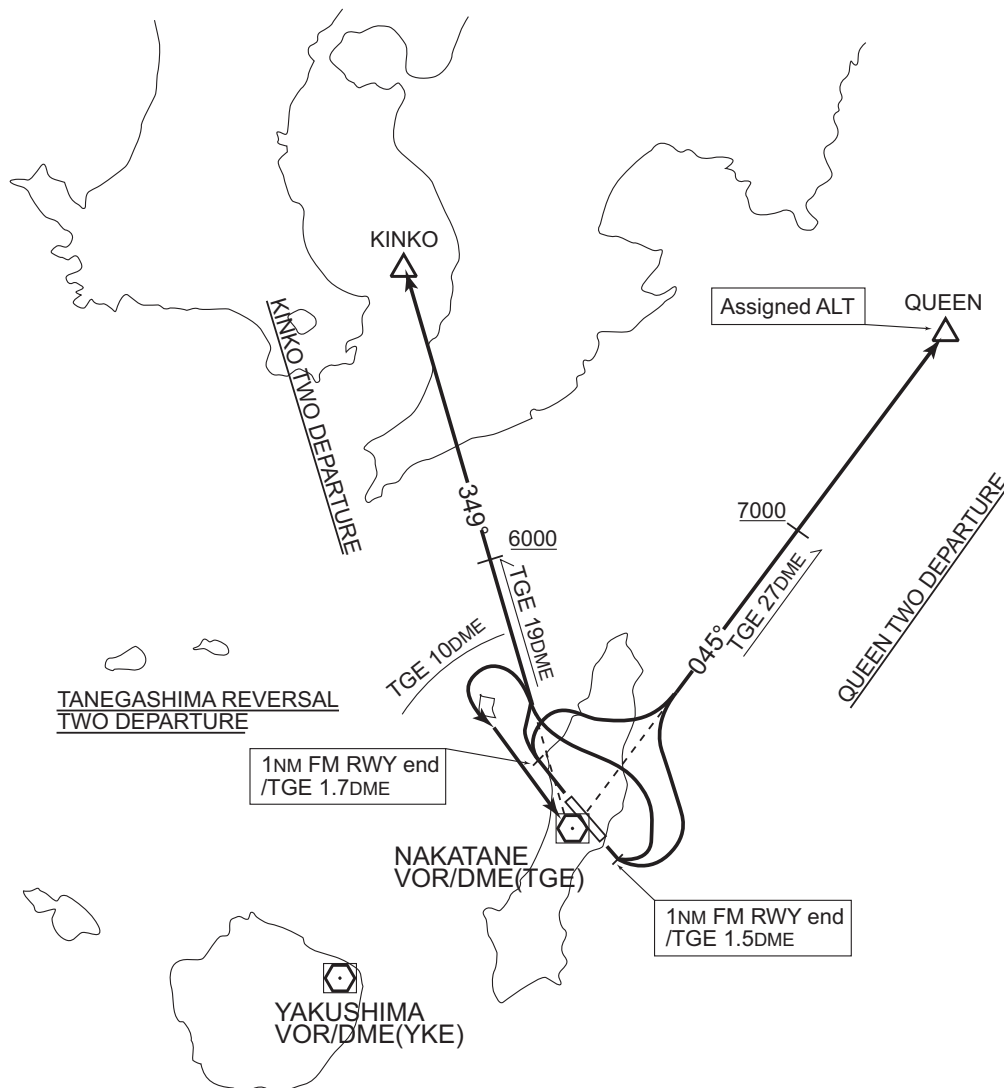 KINKO
Assigned ALT
QUEEN
KINKO TWO DEPARTURE
349°
6000
7000
TGE 19DME
TGE 27DME
045°
QUEEN TWO DEPARTURE
TGE 10DME
TANEGASHIMA REVERSAL
TWO DEPARTURE
1NM FM RWY end
/TGE 1.7DME
NAKATANE
VOR/DME(TGE)
1NM FM RWY end
/TGE 1.5DME
YAKUSHIMA
VOR/DME(YKE)